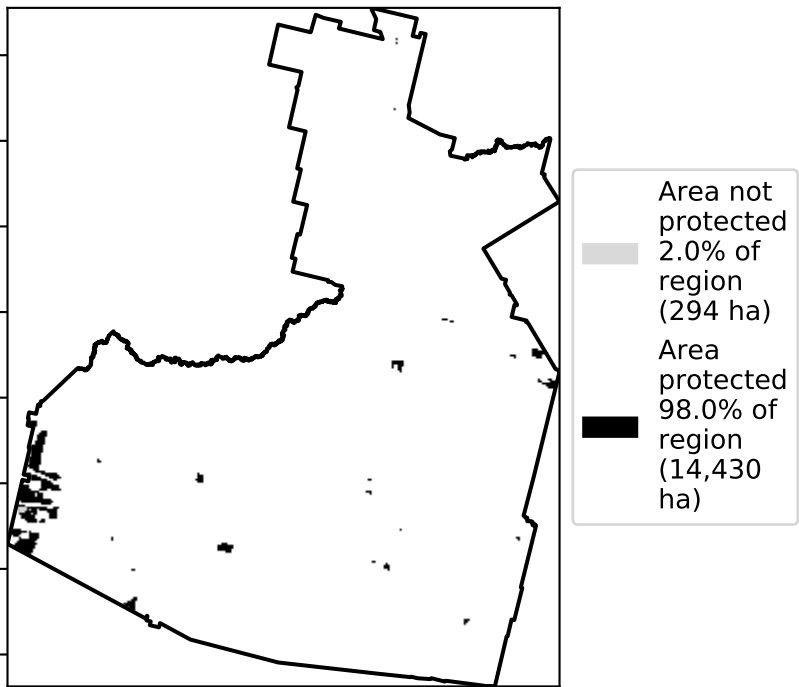 Area not
protected
2.0% of
region
(294 ha)
Area
protected
98.0% of
region
(14,430
ha)